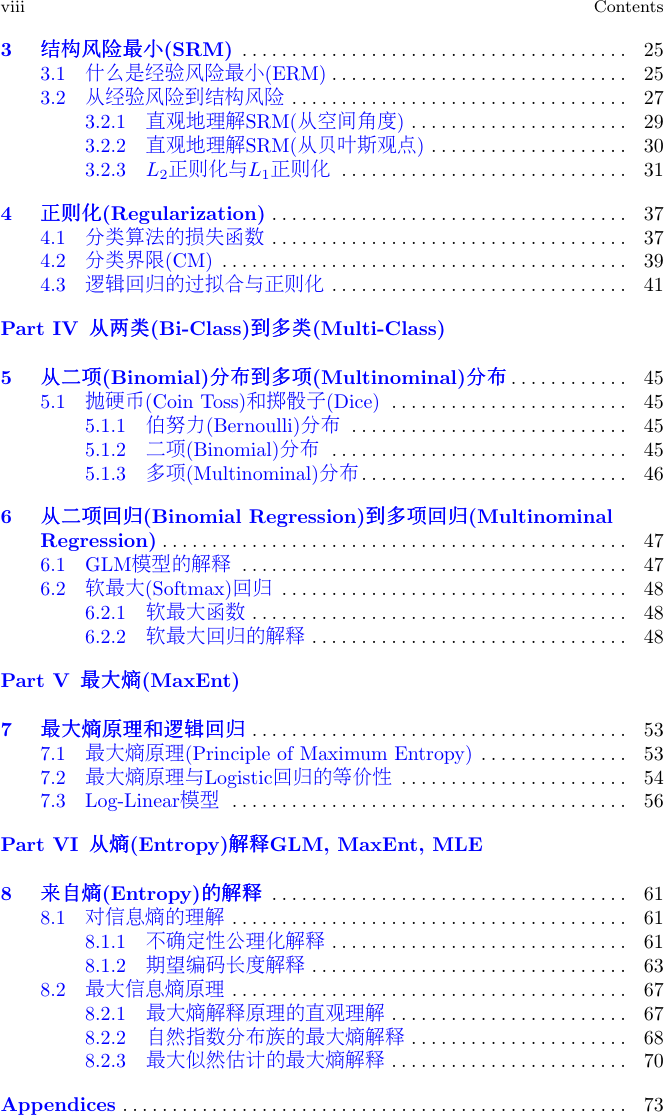 viii Contents
3 结构风险最小(SRM) 25
3.1 什么是经验风险最小(ERM) 25
3.2 从经验风险到结构风险 27
3.2.1 直观地理解SRM(从空间角度) 29
3.2.2 直观地理解SRM(从贝叶斯观点) 30
3.2.3 L2正则化与L1正则化 31
4 正则化(Regularization) 37
4.1 分类算法的损失函数 37
4.2 分类界限(CM) 39
4.3 逻辑回归的过拟合与正则化 41
Part IV 从两类(Bi-Class)到多类(Multi-Class)
5 从二项(Binomial)分布到多项(Multinominal)分布 45
5.1 抛硬币(Coin Toss)和掷骰子(Dice) 45
5.1.1 伯努力(Bernoulli)分布 45
5.1.2 二项(Binomial)分布 45
5.1.3 多项(Multinominal)分布 46
6 从二项回归(Binomial Regression)到多项回归(Multinominal
Regression) 47
6.1 GLM模型的解释 47
6.2 软最大(Softmax)回归 48
6.2.1 软最大函数 48
6.2.2 软最大回归的解释 48
Part V 最大熵(MaxEnt)
7 最大熵原理和逻辑回归 53
7.1 最大熵原理(Principle of Maximum Entropy) 53
7.2 最大熵原理与Logistic回归的等价性 54
7.3 Log-Linear模型 56
Part VI 从熵(Entropy)解释GLM, MaxEnt, MLE
8 来自熵(Entropy)的解释 61
8.1 对信息熵的理解 61
8.1.1 不确定性公理化解释 61
8.1.2 期望编码长度解释 63
8.2 最大信息熵原理 67
8.2.1 最大熵解释原理的直观理解 67
8.2.2 自然指数分布族的最大熵解释 68
8.2.3 最大似然估计的最大熵解释 70
Appendices 73